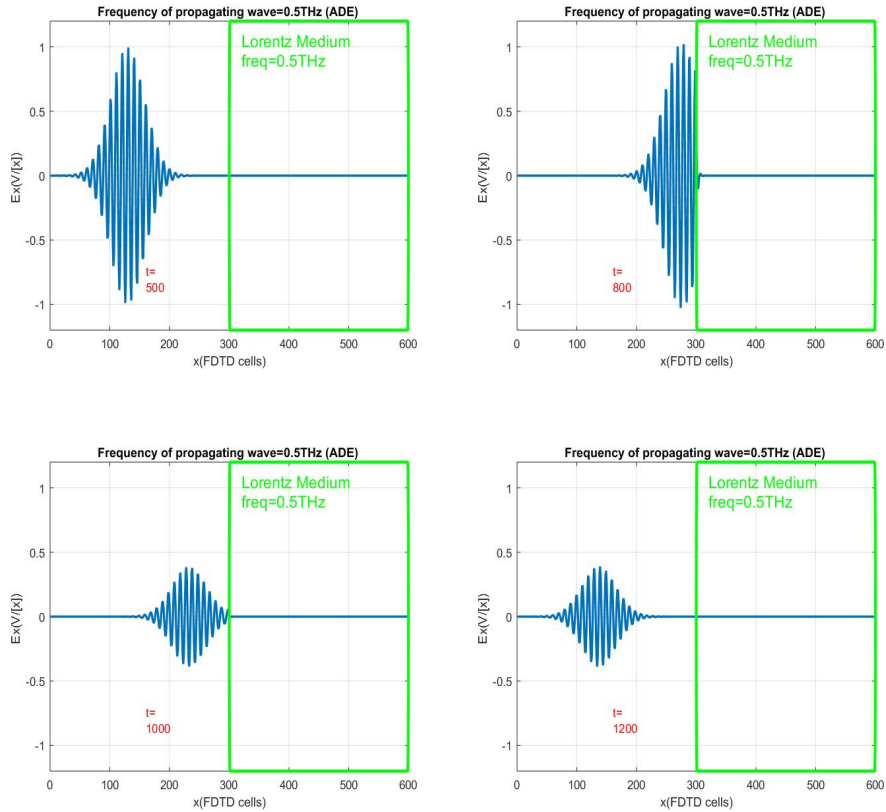 Frequency of propagating wave=0.5THz (ADE)
1
0.5
0
-0.5
-1
Ex(V/[x])
Lorentz Medium
freq=0.5THz
t=
500
0 100 200 300 400 500 600
x(FDTD cells)
Frequency of propagating wave=0.5THz (ADE)
1
0.5
0
-0.5
-1
Ex(V/[x])
Lorentz Medium
freq=0.5THz
t=
800
0 100 200 300 400 500 600
x(FDTD cells)
Frequency of propagating wave=0.5THz (ADE)
1
0.5
0
-0.5
-1
Ex(V/[x])
Lorentz Medium
freq=0.5THz
t=
1000
0 100 200 300 400 500 600
x(FDTD cells)
Frequency of propagating wave=0.5THz (ADE)
1
0.5
0
-0.5
-1
Ex(V/[x])
Lorentz Medium
freq=0.5THz
t=
1200
0 100 200 300 400 500 600
x(FDTD cells)